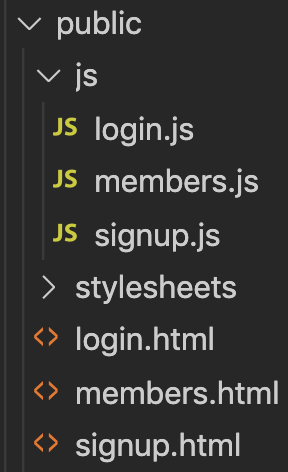 public
js
JS login.js
JS members.js
JS signup.js
stylesheets
login.html
members.html
signup.html